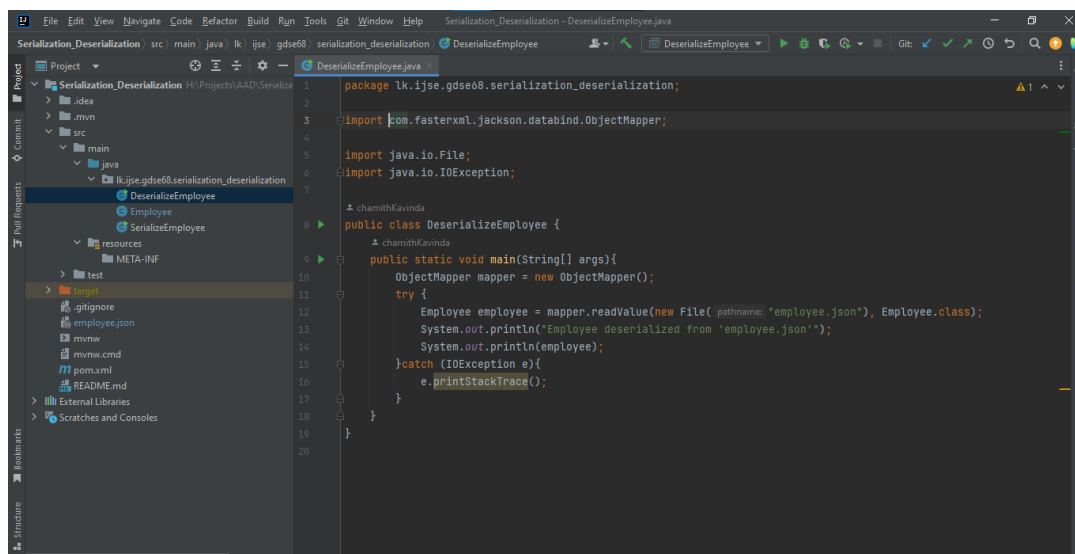 File Edit View Navigate Code Refactor Build Run Tools Git Window Help Serialization_Deserialization - DeserializeEmployee.java
Serialization_Deserialization src main java lk ijse gdse68 serialization_deserialization DeserializeEmployee DeserializeEmployee Git:
Project
DeserializeEmployee.java
Project
Commit
Pull Requests
Bookmarks
Structure
Serialization_Deserialization H:\Projects\AAD\Serializa
.idea
.mvn
src
main
java
lk.ijse.gdse68.serialization_deserialization
DeserializeEmployee
Employee
SerializeEmployee
resources
META-INF
test
target
.gitignore
employee.json
mvnw
mvnw.cmd
pom.xml
README.md
External Libraries
Scratches and Consoles
1 package lk.ijse.gdse68.serialization_deserialization; 1
2
3 import com.fasterxml.jackson.databind.ObjectMapper;
4
5 import java.io.File;
6 import java.io.IOException;
7
chamithKavinda
8 public class DeserializeEmployee {
chamithKavinda
9 public static void main(String[] args){
10 ObjectMapper mapper = new ObjectMapper();
11 try {
12 Employee employee = mapper.readValue(new File( pathname: "employee.json"), Employee.class);
13 System.out.println("Employee deserialized from 'employee.json'");
14 System.out.println(employee);
15 }catch (IOException e){
16 e.printStackTrace();
17 }
18 }
19 }
20